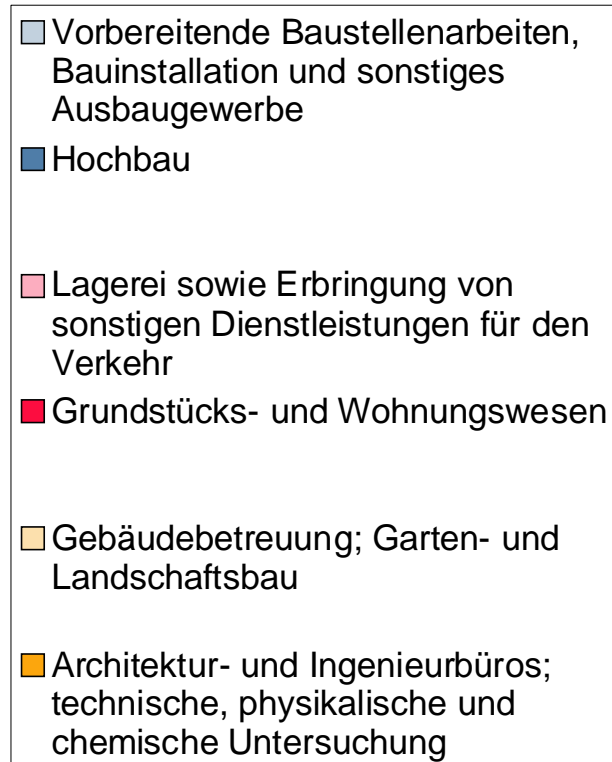 Vorbereitende Baustellenarbeiten,
Bauinstallation und sonstiges
Ausbaugewerbe
Hochbau
Lagerei sowie Erbringung von
sonstigen Dienstleistungen für den
Verkehr
Grundstücks- und Wohnungswesen
Gebäudebetreuung; Garten- und
Landschaftsbau
Architektur- und Ingenieurbüros;
technische, physikalische und
chemische Untersuchung